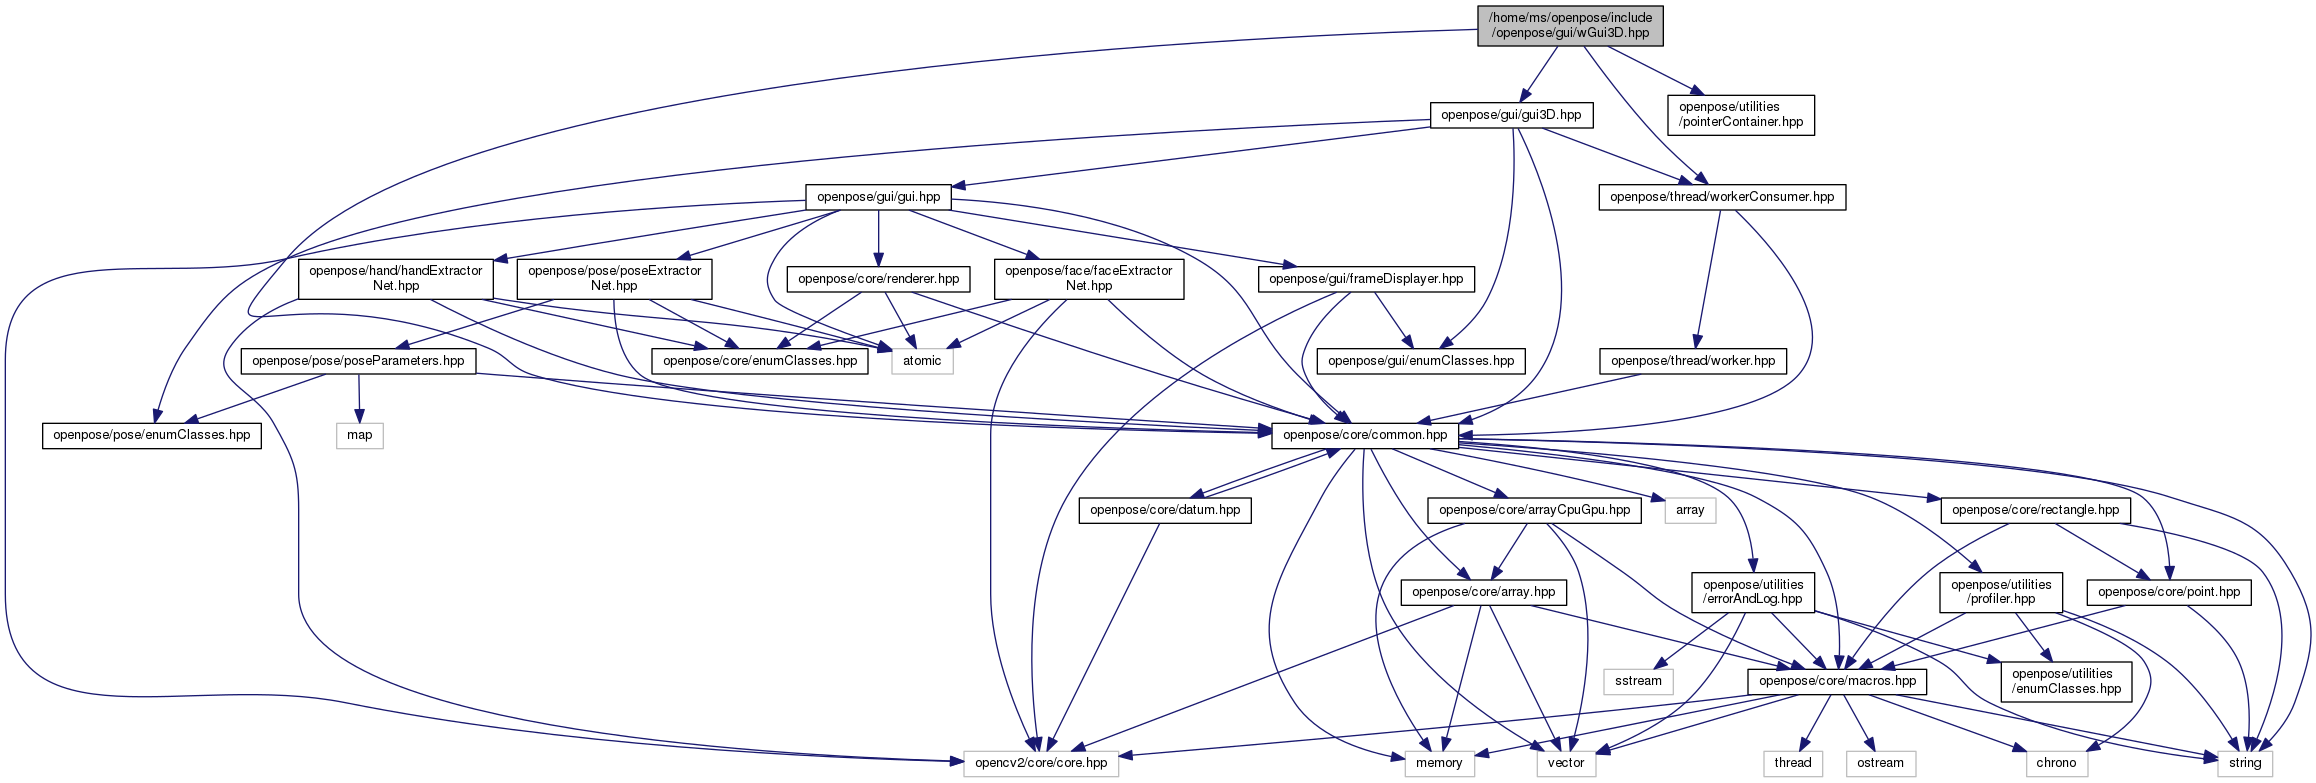 /home/ms/openpose/include
/openpose/gui/wGui3D.hpp
openpose/utilities
/pointerContainer.hpp
openpose/gui/gui3D.hpp
openpose/gui/gui.hpp
openpose/thread/workerConsumer.hpp
openpose/hand/handExtractor
Net.hpp
openpose/pose/poseExtractor
Net.hpp
openpose/core/renderer.hpp
openpose/face/faceExtractor
Net.hpp
openpose/gui/frameDisplayer.hpp
openpose/pose/poseParameters.hpp
openpose/core/enumClasses.hpp
atomic
openpose/gui/enumClasses.hpp
openpose/thread/worker.hpp
openpose/pose/enumClasses.hpp
map
openpose/core/common.hpp
openpose/core/datum.hpp
openpose/core/arrayCpuGpu.hpp
array
openpose/core/rectangle.hpp
openpose/core/array.hpp
openpose/utilities
/errorAndLog.hpp
openpose/utilities
/profiler.hpp
openpose/core/point.hpp
sstream
openpose/core/macros.hpp
openpose/utilities
/enumClasses.hpp
opencv2/core/core.hpp
memory
vector
thread
ostream
chrono
string